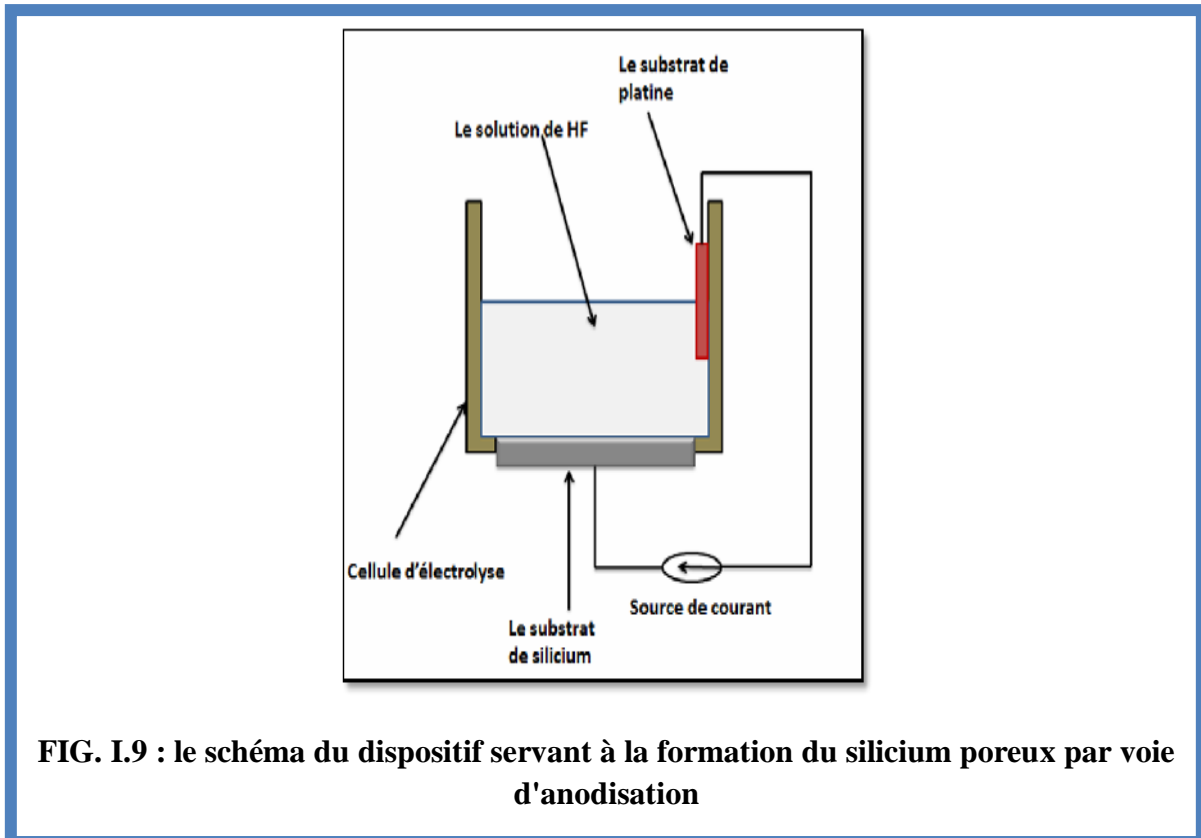 Le substrat de
platine
Le solution de HF
Cellule d'électrolyse
Source de courant
Le substrat
de silicium
FIG. I.9 : le schéma du dispositif servant à la formation du silicium poreux par voie
d'anodisation